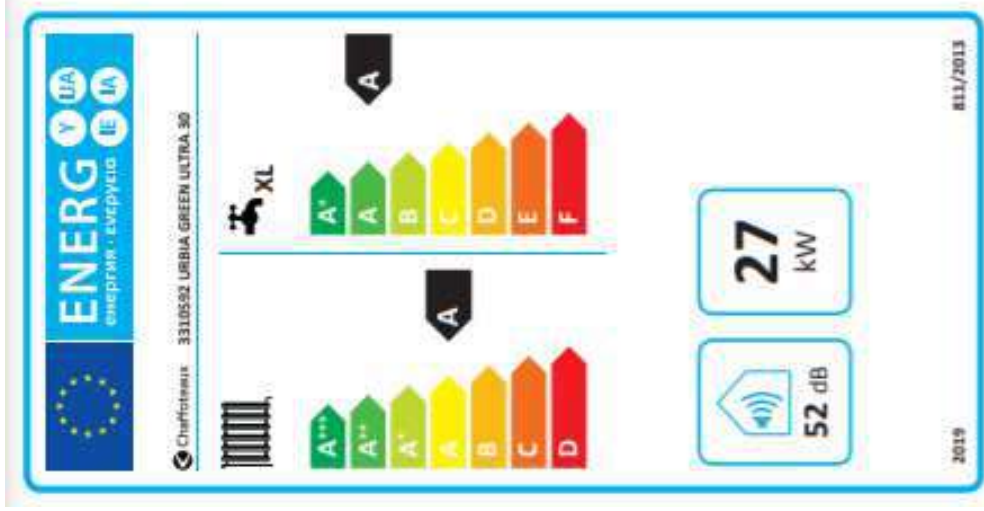 ENERG Y UA
енергия · ενεργεια IE IA
Chaffoteaux 3310592 URBIA GREEN ULTRA 30
XL
A+++
A++
A+
A
B
C
D
A
A+
A
B
C
D
E
F
A
52 dB
27
kW
2019
811/2013